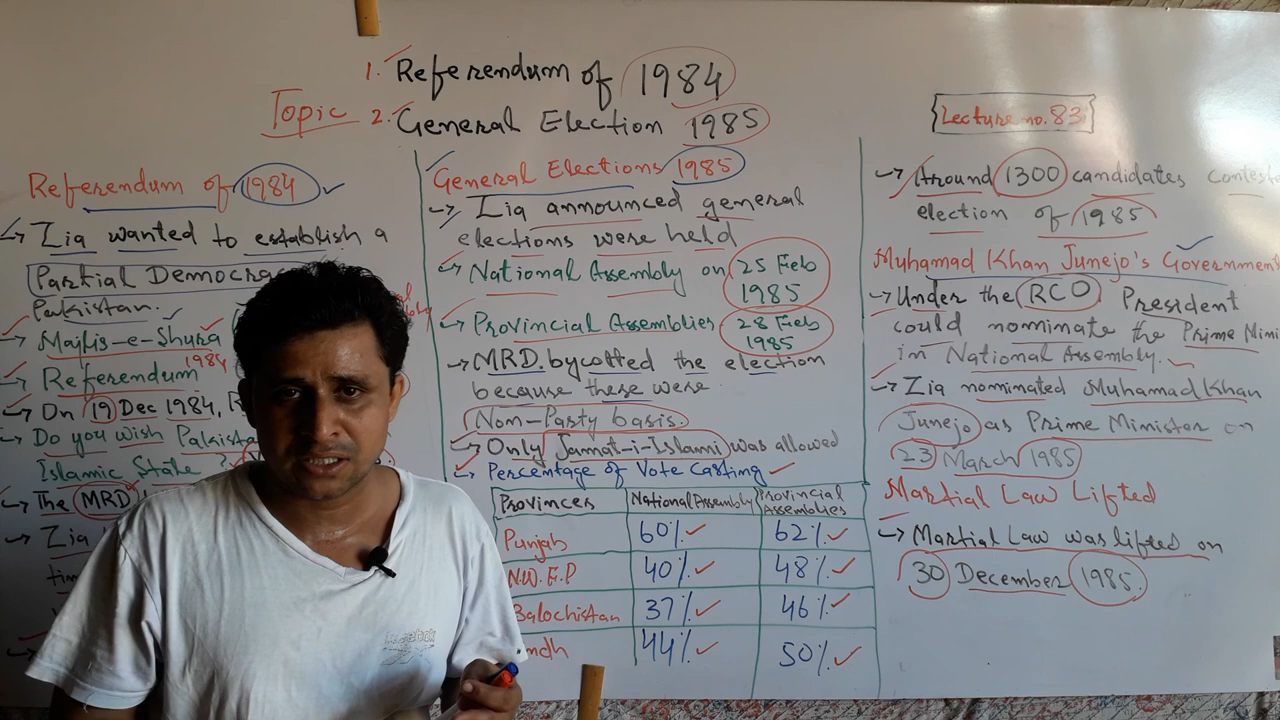 1. Referendum of 1984
Topic 2. General Election 1985
Lecture no. 83
Referendum of 1984
→ Zia wanted to establish a
Partial Democra
Pakistan.
→ Majlis-e-Shura
→ Referendum 1984
→ On 19 Dec 1984, R
→ Do you wish Pakista
Islamic State ?
→ The MRD
→ Zia
tim
General Elections 1985
→ Zia announced general
elections were held
→ National Assembly on 25 Feb
1985
→ Provincial Assemblies 28 Feb
1985
→ MRD. bycotted the election
because these were
Non-Party basis.
→ Only Jamat-i-Islami was allowed
→ Percentage of Vote Casting
Provinces National Assembly Provincial Assemblies
Punjab 60% 62%
N.W.F.P 40% 48%
Balochistan 37% 46%
ndh 44% 50%
→ Around 1300 candidates conteste
election of 1985
Muhamad Khan Junejo's Government
→ Under the RCO President
could nominate the Prime Mini
in National Assembly.
→ Zia nominated Muhamad Khan
Junejo as Prime Minister on
23 March 1985
Martial Law Lifted
→ Martial Law was lifted on
30 December 1985.
Reebok